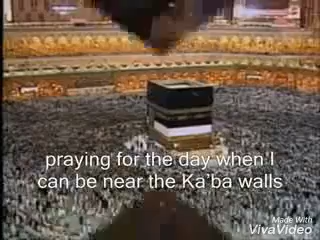 praying for the day when I
can be near the Ka'ba walls
Made With
VivaVideo